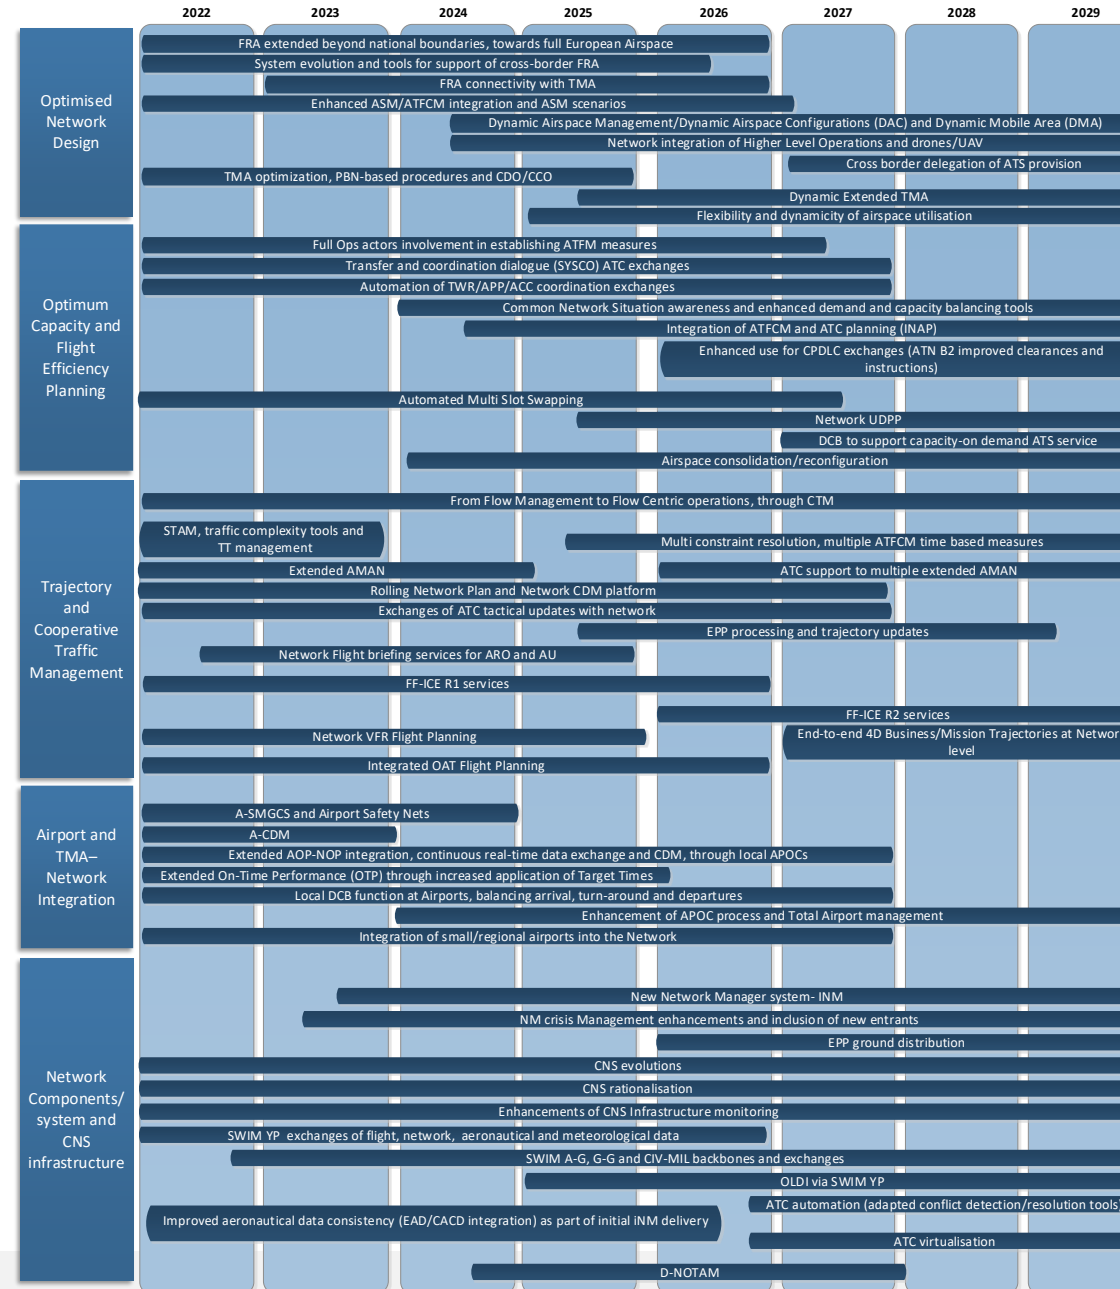 2022 2023 2024 2025 2026 2027 2028 2029
Optimised
Network
Design
FRA extended beyond national boundaries, towards full European Airspace
System evolution and tools for support of cross-border FRA
FRA connectivity with TMA
Enhanced ASM/ATFCM integration and ASM scenarios
Dynamic Airspace Management/Dynamic Airspace Configurations (DAC) and Dynamic Mobile Area (DMA)
Network integration of Higher Level Operations and drones/UAV
Cross border delegation of ATS provision
TMA optimization, PBN-based procedures and CDO/CCO
Dynamic Extended TMA
Flexibility and dynamicity of airspace utilisation
Optimum
Capacity and
Flight
Efficiency
Planning
Full Ops actors involvement in establishing ATFM measures
Transfer and coordination dialogue (SYSCO) ATC exchanges
Automation of TWR/APP/ACC coordination exchanges
Common Network Situation awareness and enhanced demand and capacity balancing tools
Integration of ATFCM and ATC planning (INAP)
Enhanced use for CPDLC exchanges (ATN B2 improved clearances and
instructions)
Automated Multi Slot Swapping
Network UDPP
DCB to support capacity-on demand ATS service
Airspace consolidation/reconfiguration
Trajectory
and
Cooperative
Traffic
Management
From Flow Management to Flow Centric operations, through CTM
STAM, traffic complexity tools and
TT management
Multi constraint resolution, multiple ATFCM time based measures
Extended AMAN
ATC support to multiple extended AMAN
Rolling Network Plan and Network CDM platform
Exchanges of ATC tactical updates with network
EPP processing and trajectory updates
Network Flight briefing services for ARO and AU
FF-ICE R1 services
FF-ICE R2 services
Network VFR Flight Planning
End-to-end 4D Business/Mission Trajectories at Networ
level
Integrated OAT Flight Planning
Airport and
TMA–
Network
Integration
A-SMGCS and Airport Safety Nets
A-CDM
Extended AOP-NOP integration, continuous real-time data exchange and CDM, through local APOCs
Extended On-Time Performance (OTP) through increased application of Target Times
Local DCB function at Airports, balancing arrival, turn-around and departures
Enhancement of APOC process and Total Airport management
Integration of small/regional airports into the Network
Network
Components/
system and
CNS
infrastructure
New Network Manager system- INM
NM crisis Management enhancements and inclusion of new entrants
EPP ground distribution
CNS evolutions
CNS rationalisation
Enhancements of CNS Infrastructure monitoring
SWIM YP exchanges of flight, network, aeronautical and meteorological data
SWIM A-G, G-G and CIV-MIL backbones and exchanges
OLDI via SWIM YP
ATC automation (adapted conflict detection/resolution tools)
Improved aeronautical data consistency (EAD/CACD integration) as part of initial iNM delivery
ATC virtualisation
D-NOTAM